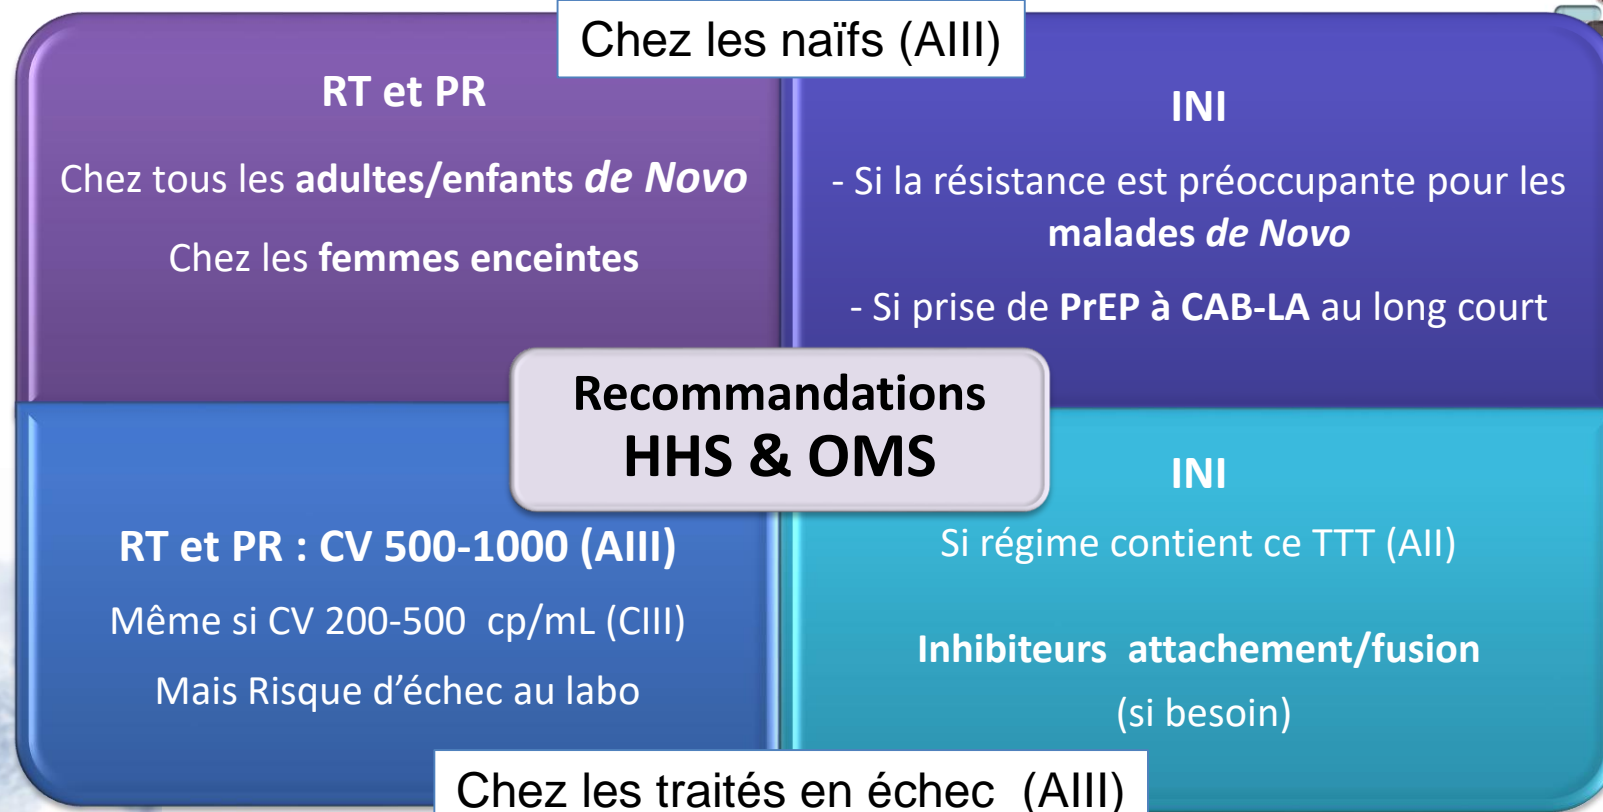 Chez les naïfs (AIII)
RT et PR
Chez tous les adultes/enfants de Novo
Chez les femmes enceintes
INI
- Si la résistance est préoccupante pour les
malades de Novo
- Si prise de PrEP à CAB-LA au long court
Recommandations
HHS & OMS
RT et PR : CV 500-1000 (AIII)
Même si CV 200-500 cp/mL (CIII)
Mais Risque d'échec au labo
INI
Si régime contient ce TTT (AII)
Inhibiteurs attachement/fusion
(si besoin)
Chez les traités en échec (AIII)